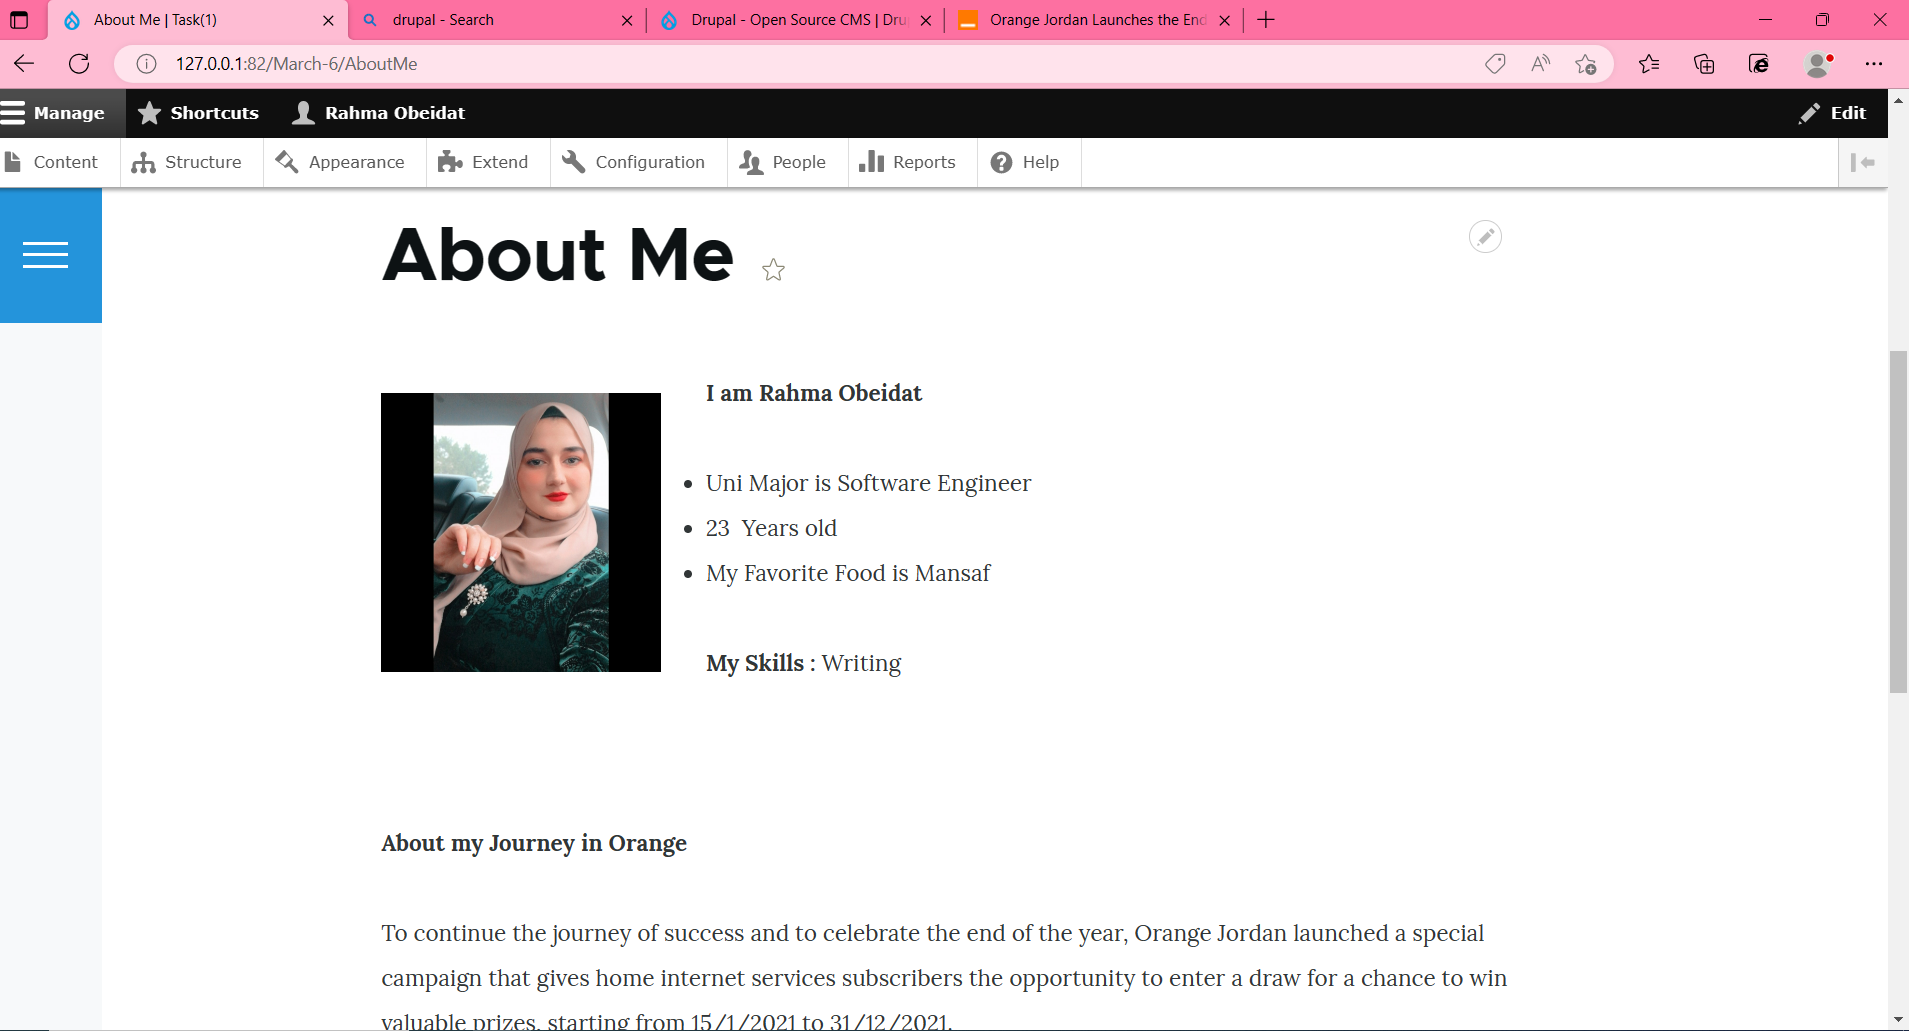 About Me | Task(1)
drupal - Search
Drupal - Open Source CMS | Dru
Orange Jordan Launches the End
127.0.0.1:82/March-6/AboutMe
Manage
Shortcuts
Rahma Obeidat
Edit
Content
Structure
Appearance
Extend
Configuration
People
Reports
Help
About Me
I am Rahma Obeidat
• Uni Major is Software Engineer
• 23 Years old
• My Favorite Food is Mansaf
My Skills : Writing
About my Journey in Orange
To continue the journey of success and to celebrate the end of the year, Orange Jordan launched a special
campaign that gives home internet services subscribers the opportunity to enter a draw for a chance to win
valuable prizes, starting from 15/1/2021 to 31/12/2021.